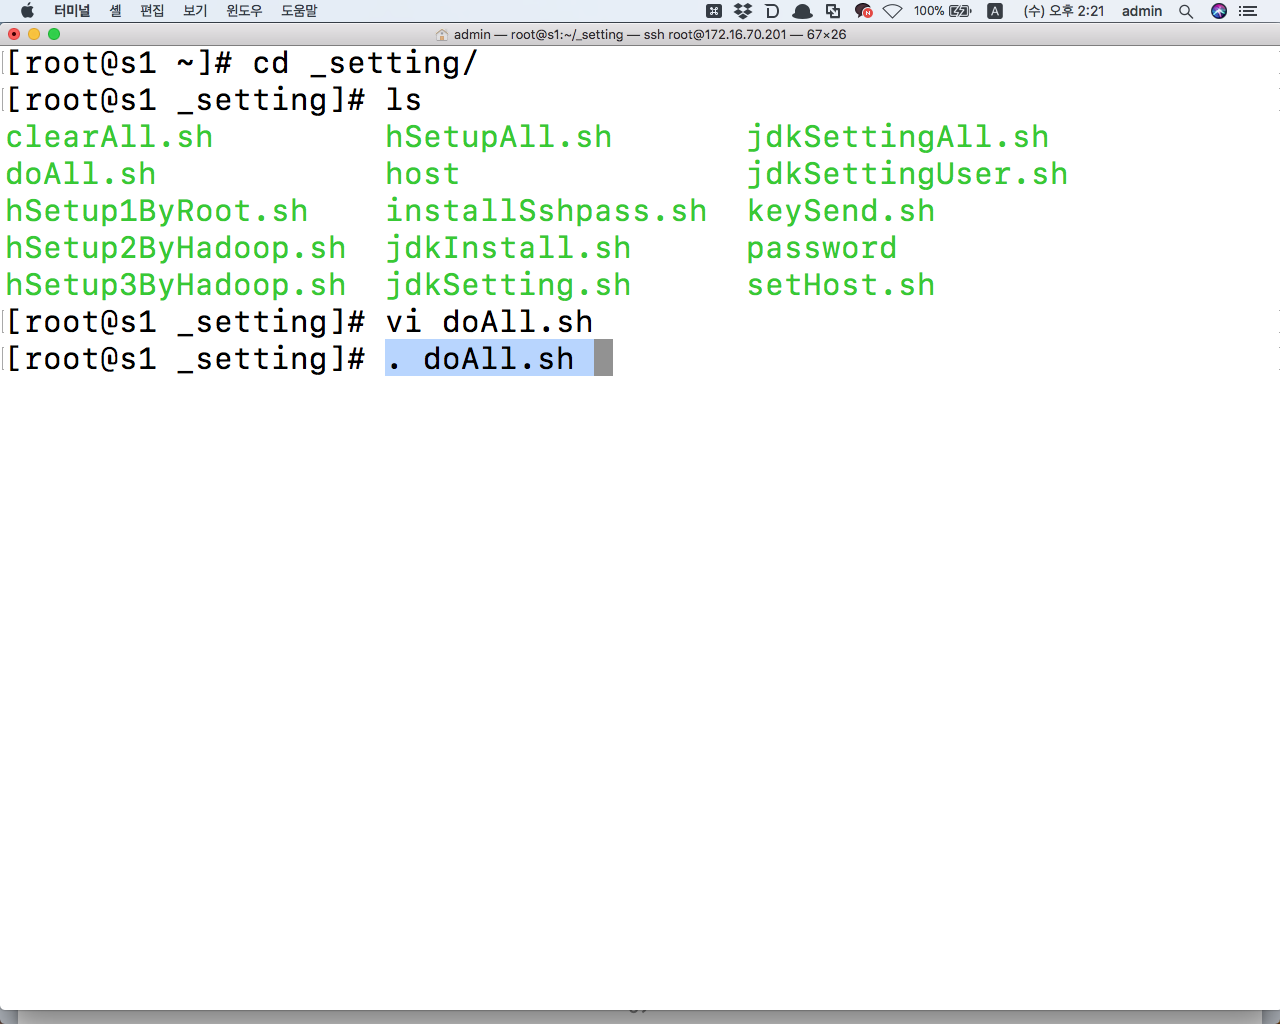 터미널 셸 편집 보기 윈도우 도움말 100% A (수) 오후 2:21 admin
admin — root@s1:~/_setting — ssh root@172.16.70.201 — 67×26
[root@s1 ~]# cd _setting/
[root@s1 _setting]# ls
clearAll.sh hSetupAll.sh jdkSettingAll.sh
doAll.sh host jdkSettingUser.sh
hSetup1ByRoot.sh installSshpass.sh keySend.sh
hSetup2ByHadoop.sh jdkInstall.sh password
hSetup3ByHadoop.sh jdkSetting.sh setHost.sh
[root@s1 _setting]# vi doAll.sh
[root@s1 _setting]# . doAll.sh